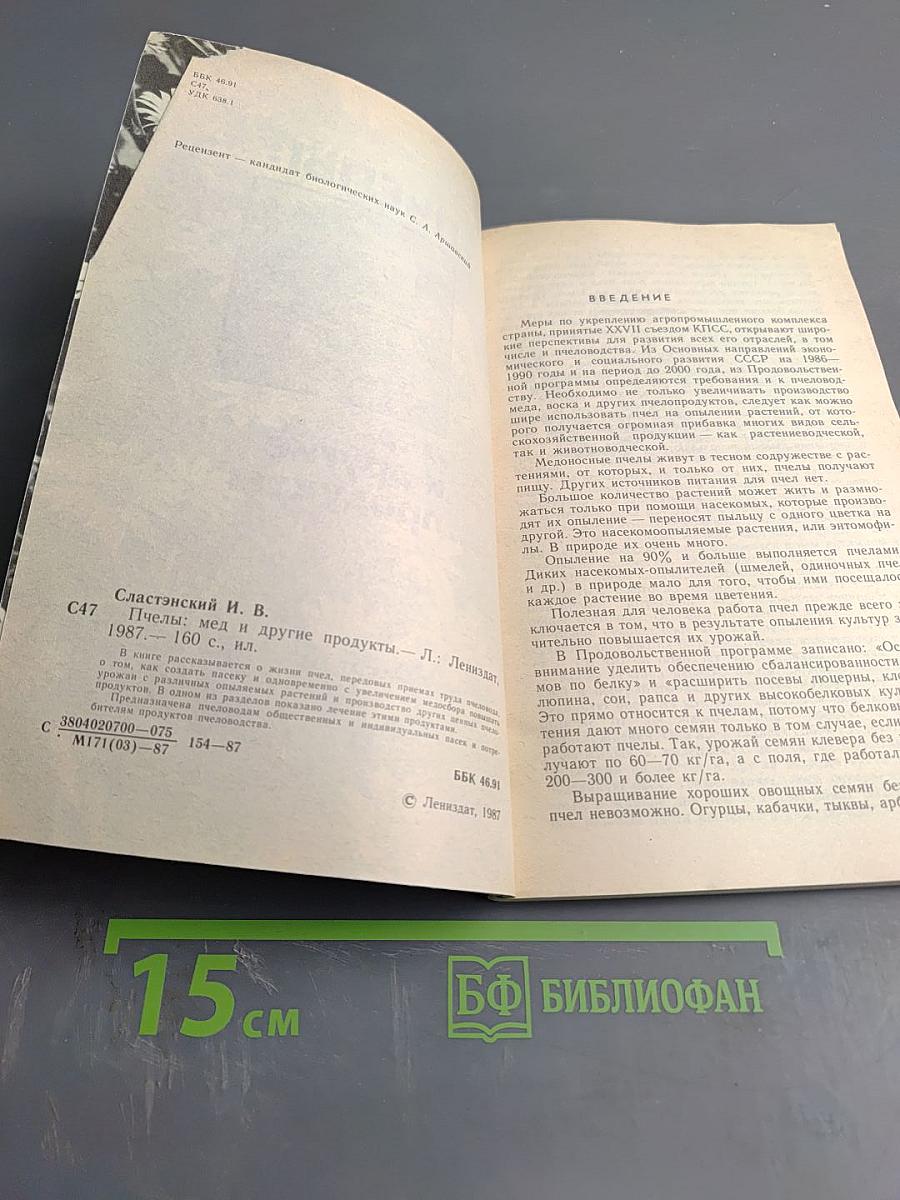 ББК 46.91
С47
УДК 638.1
Рецензент — кандидат биологических наук С. А.
Сластэнский И. В.
С47 Пчелы: мед и другие продукты.— Л.: Лениздат,
1987.— 160 с., ил.
В книге рассказывается о жизни пчел, передовых приемах труда пчеловода,
о том, как создать пасеку и одновременно с увеличением медосбора повышать
урожаи с различных опыляемых растений и производство других ценных пчело-
продуктов. В одном из разделов показано лечение этими продуктами.
Предназначена пчеловодам общественных и индивидуальных пасек и потре-
бителям продуктов пчеловодства.
С 3804020700—075
М171(03)—87 154—87
ББК 46.91
© Лениздат, 1987
ВВЕДЕНИЕ
Меры по укреплению агропромышленного комплекса
страны, принятые XXVII съездом КПСС, открывают широ-
кие перспективы для развития всех его отраслей, в том
числе и пчеловодства. Из Основных направлений эконо-
мического и социального развития СССР на 1986—
1990 годы и на период до 2000 года, из Продовольствен-
ной программы определяются требования и к пчеловод-
ству. Необходимо не только увеличивать производство
меда, воска и других пчелопродуктов, следует как можно
шире использовать пчел на опылении растений, от кото-
рого получается огромная прибавка многих видов сель-
скохозяйственной продукции — как растениеводческой,
так и животноводческой.
Медоносные пчелы живут в тесном содружестве с рас-
тениями, от которых, и только от них, пчелы получают
пищу. Других источников питания для пчел нет.
Большое количество растений может жить и размно-
жаться только при помощи насекомых, которые произво-
дят их опыление — переносят пыльцу с одного цветка на
другой. Это насекомоопыляемые растения, или энтомофи-
лы. В природе их очень много.
Опыление на 90% и больше выполняется пчелами
Диких насекомых-опылителей (шмелей, одиночных пче
и др.) в природе мало для того, чтобы ими посещалос
каждое растение во время цветения.
Полезная для человека работа пчел прежде всего з
ключается в том, что в результате опыления культур з
чительно повышается их урожай.
В Продовольственной программе записано: «Ос
внимание уделить обеспечению сбалансированности
мов по белку» и «расширить посевы люцерны, кле
люпина, сои, рапса и других высокобелковых кул
Это прямо относится к пчелам, потому что белковы
тения дают много семян только в том случае, если
работают пчелы. Так, урожай семян клевера без
лучают по 60—70 кг/га, а с поля, где работал
200—300 и более кг/га.
Выращивание хороших овощных семян бе
пчел невозможно. Огурцы, кабачки, тыквы, арб
15 см
БФ БИБЛИОФАН